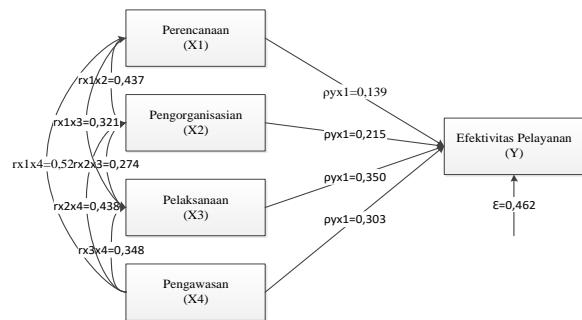 Perencanaan
(X1)
rx1x2=0,437
ρyx1=0,139
rx1x3=0,321
Pengorganisasian
(X2)
ρyx1=0,215
Efektivitas Pelayanan
(Y)
rx1x4=0,52
rx2x3=0,274
ρyx1=0,350
Pelaksanaan
(X3)
rx2x4=0,438
Ɛ=0,462
ρyx1=0,303
rx3x4=0,348
Pengawasan
(X4)